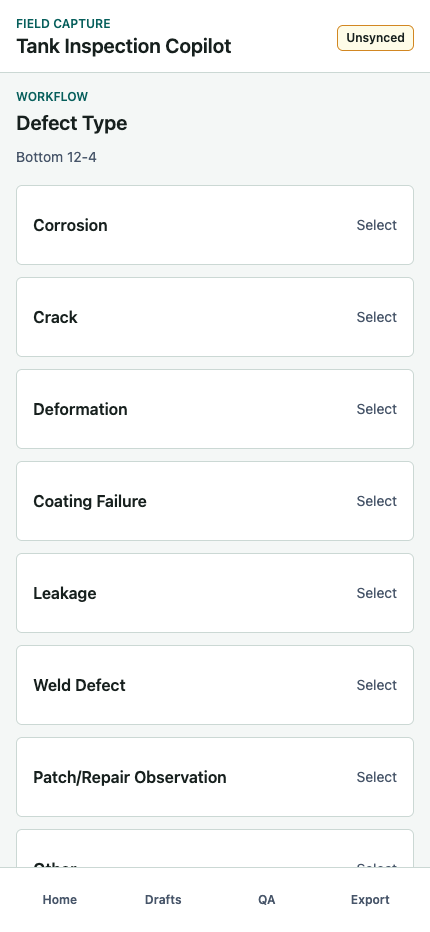 FIELD CAPTURE
Tank Inspection Copilot
Unsynced
WORKFLOW
Defect Type
Bottom 12-4
Corrosion Select
Crack Select
Deformation Select
Coating Failure Select
Leakage Select
Weld Defect Select
Patch/Repair Observation Select
Other Select
Home Drafts QA Export